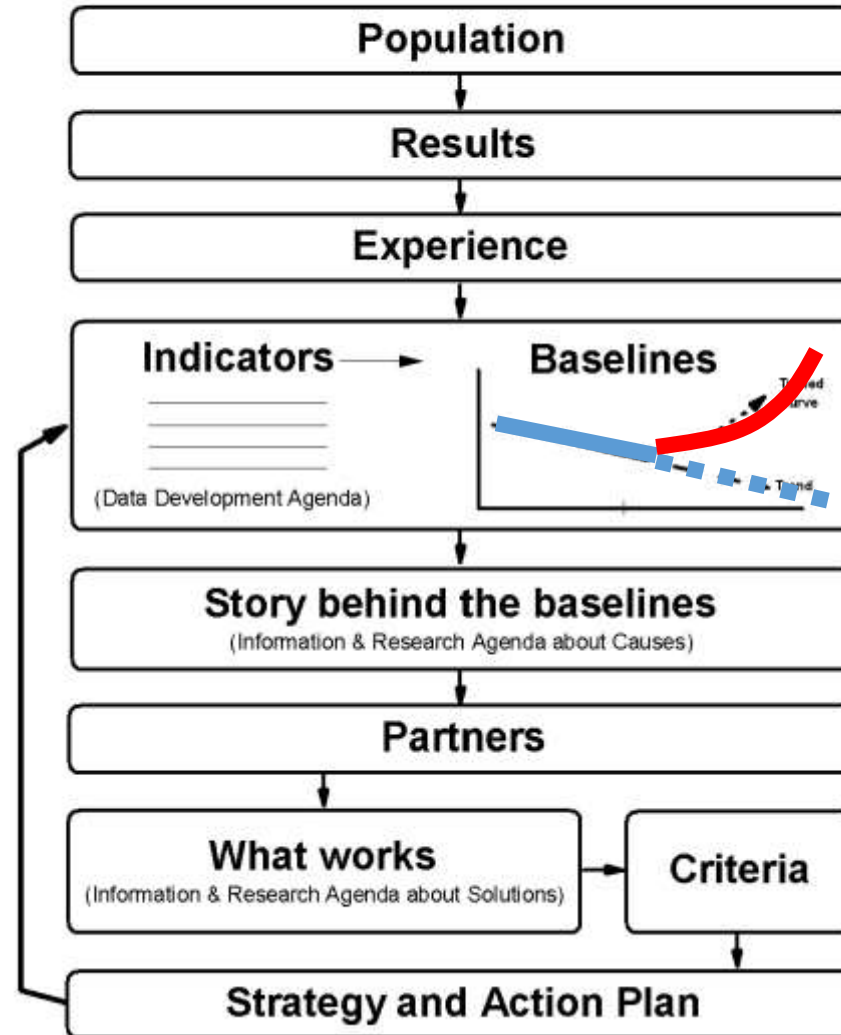 Population
Results
Experience
Indicators
Baselines
(Data Development Agenda)
Story behind the baselines
(Information & Research Agenda about Causes)
Partners
What works
(Information & Research Agenda about Solutions)
Criteria
Strategy and Action Plan